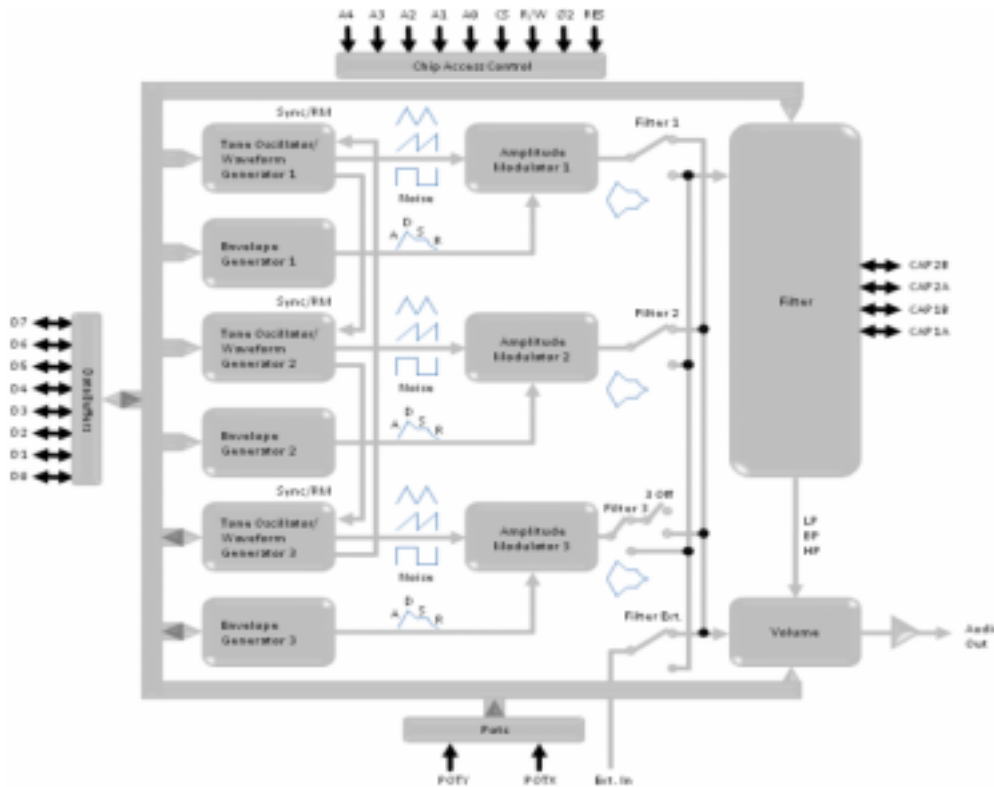 A4 A3 A2 A1 A0 CS R/W Ø2 RES
Chip Access Control
Sync/RM
Tone Oscillator/
Waveform
Generator 1
Noise
Amplitude
Modulator 1
Filter 1
Envelope
Generator 1
A D S R
Sync/RM
Tone Oscillator/
Waveform
Generator 2
Noise
Amplitude
Modulator 2
Filter 2
Envelope
Generator 2
A D S R
Sync/RM
Tone Oscillator/
Waveform
Generator 3
Noise
Amplitude
Modulator 3
Filter 3
3 Off
Envelope
Generator 3
A D S R
Filter Ext.
Filter
CAP2B
CAP2A
CAP1B
CAP1A
LP
BP
HP
Volume
Audio
Out
D7
D6
D5
D4
D3
D2
D1
D0
Databuffers
Pots
POTY
POTX
Ext. In